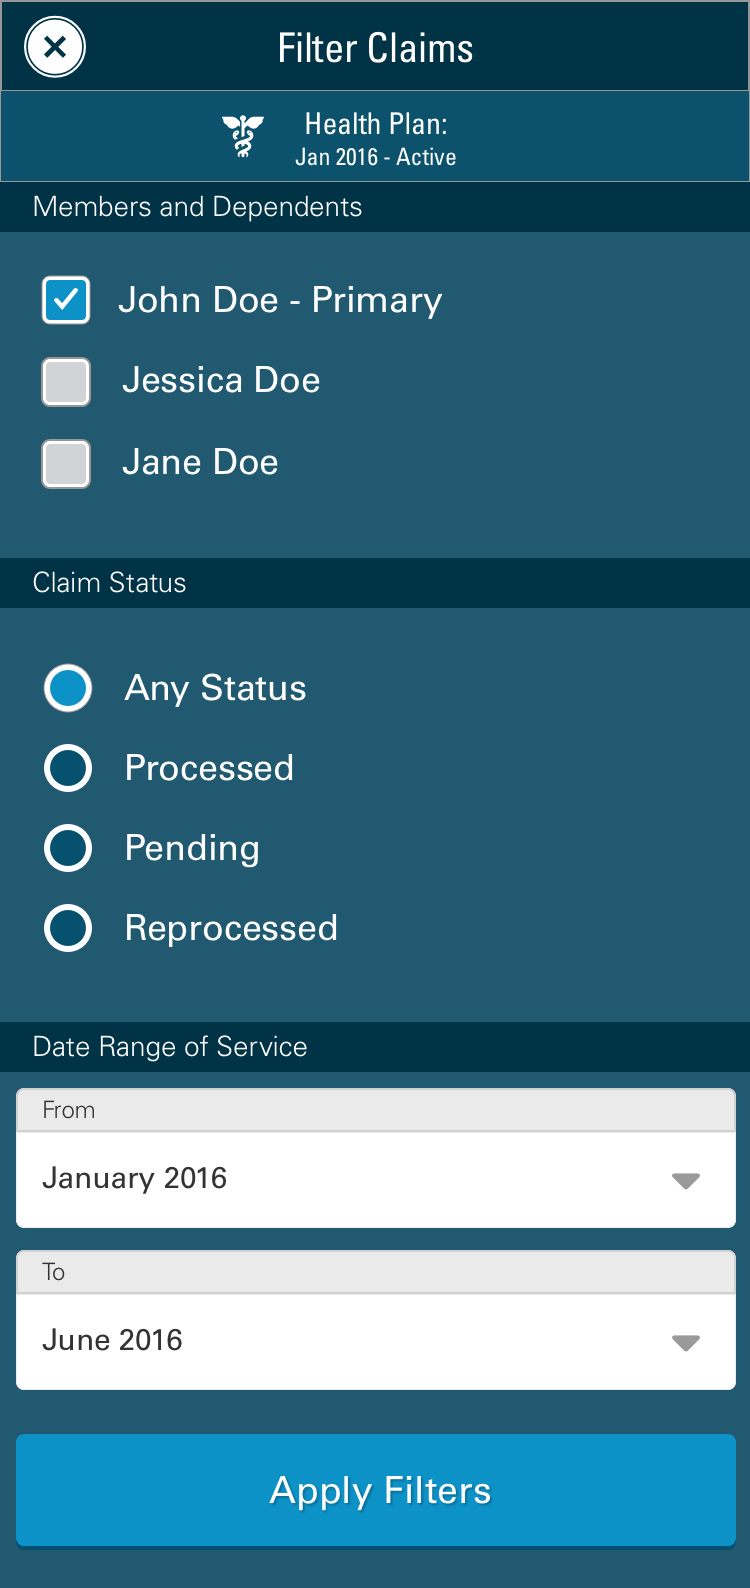 Filter Claims
Health Plan:
Jan 2016 - Active
Members and Dependents
John Doe - Primary
Jessica Doe
Jane Doe
Claim Status
Any Status
Processed
Pending
Reprocessed
Date Range of Service
From
January 2016
To
June 2016
Apply Filters